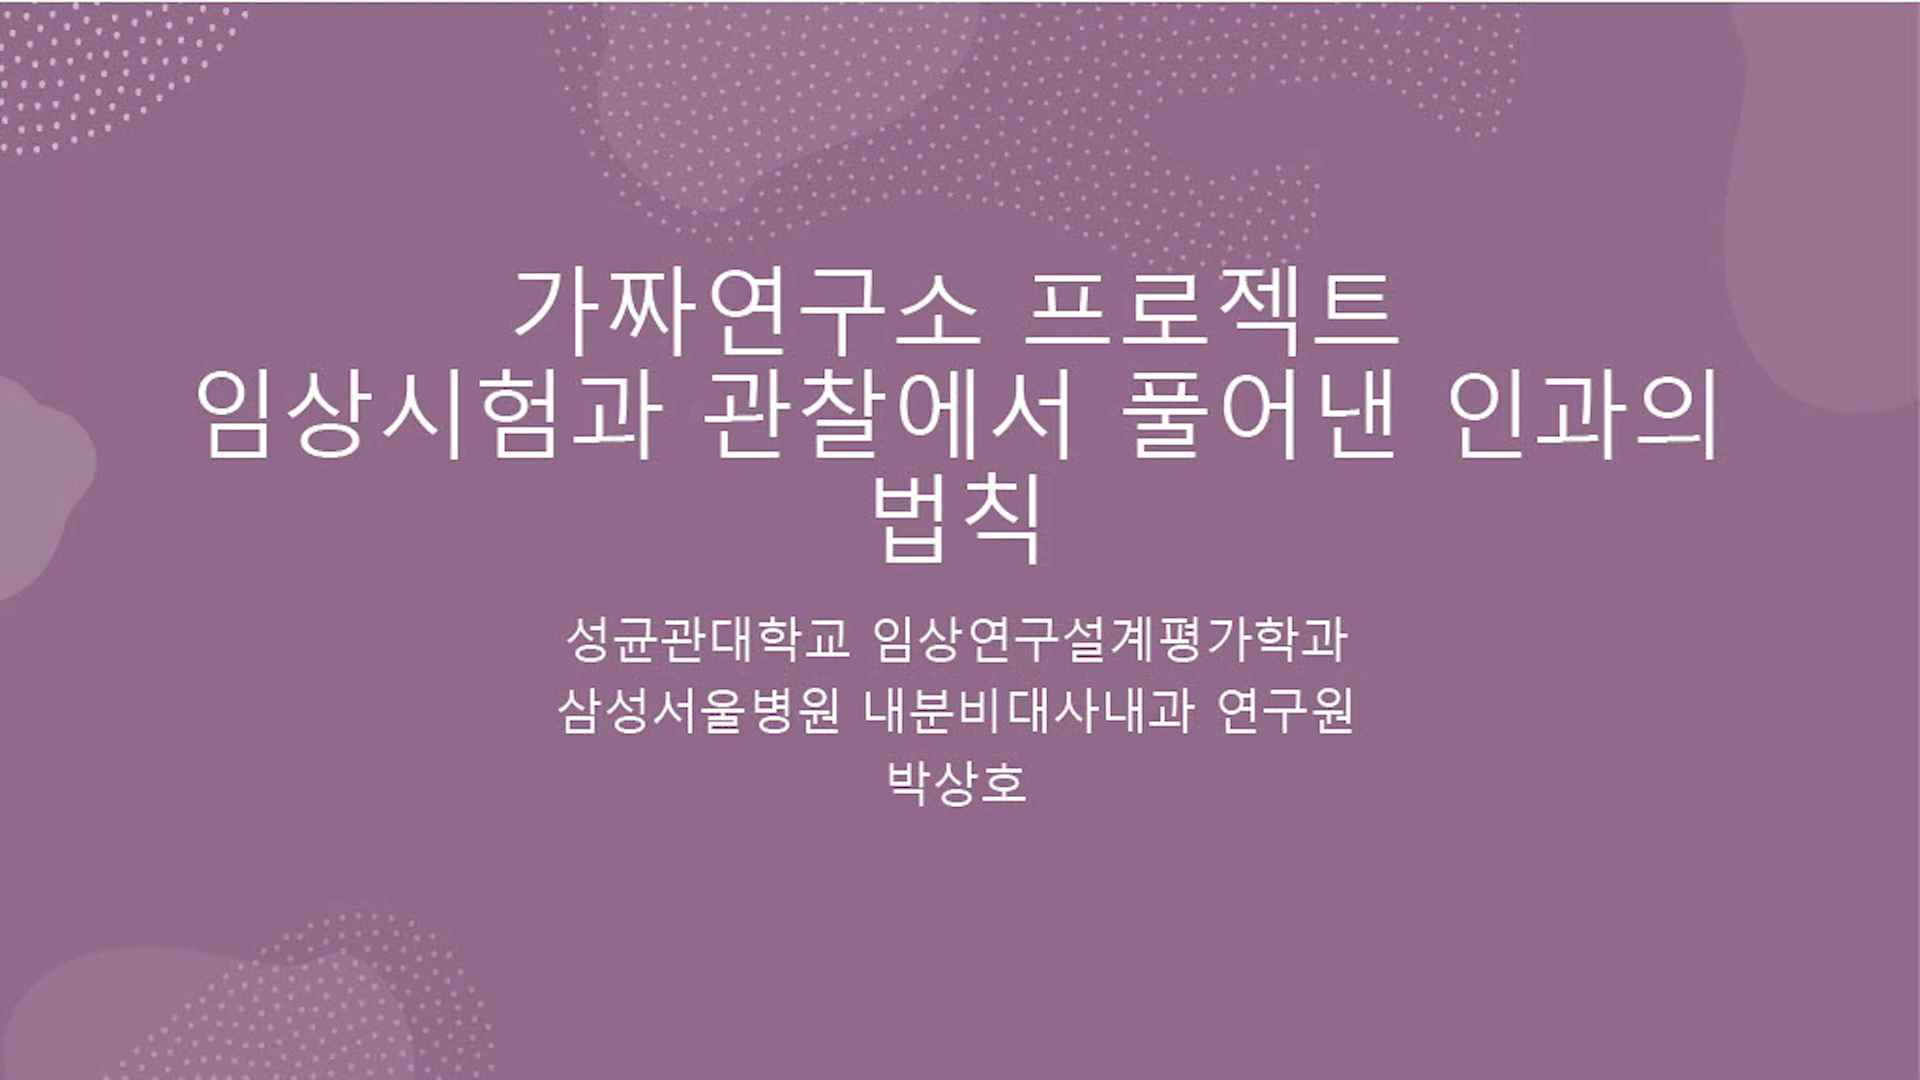 가짜연구소 프로젝트
임상시험과 관찰에서 풀어낸 인과의
법칙
성균관대학교 임상연구설계평가학과
삼성서울병원 내분비대사내과 연구원
박상호